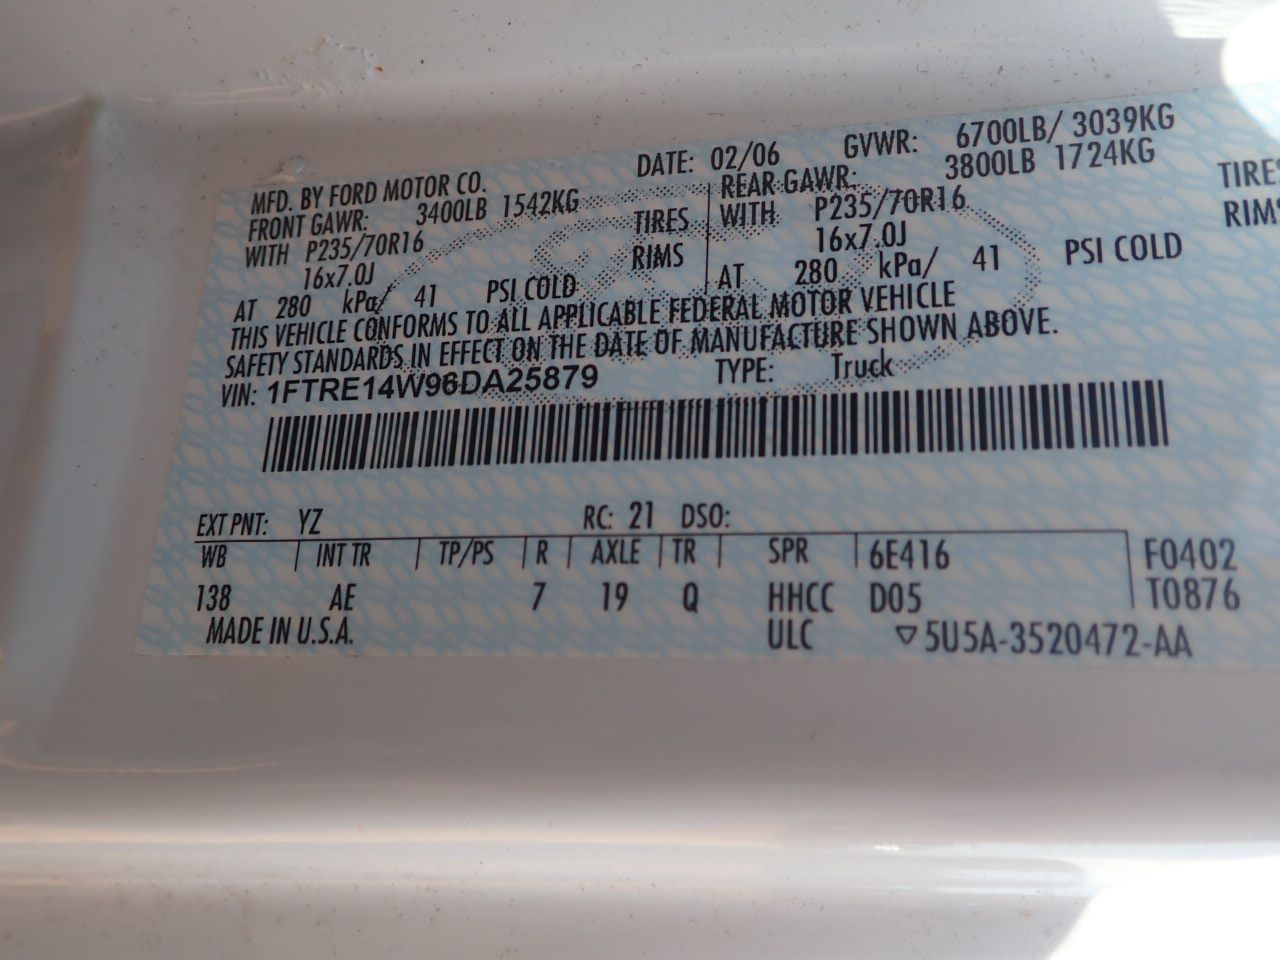 MFD. BY FORD MOTOR CO. DATE: 02/06 GVWR: 6700LB/ 3039KG
FRONT GAWR: 3400LB 1542KG REAR GAWR: 3800LB 1724KG
WITH P235/70R16 TIRES WITH P235/70R16 TIRES
16x7.0J RIMS 16x7.0J RIMS
AT 280 kPa/ 41 PSI COLD AT 280 kPa/ 41 PSI COLD
THIS VEHICLE CONFORMS TO ALL APPLICABLE FEDERAL MOTOR VEHICLE
SAFETY STANDARDS IN EFFECT ON THE DATE OF MANUFACTURE SHOWN ABOVE.
VIN: 1FTRE14W96DA25879 TYPE: Truck
EXT PNT: YZ RC: 21 DSO:
WB INT TR TP/PS R AXLE TR SPR 6E416 F0402
138 AE 7 19 Q HHCC D05 T0876
MADE IN U.S.A. ULC ▽5U5A-3520472-AA